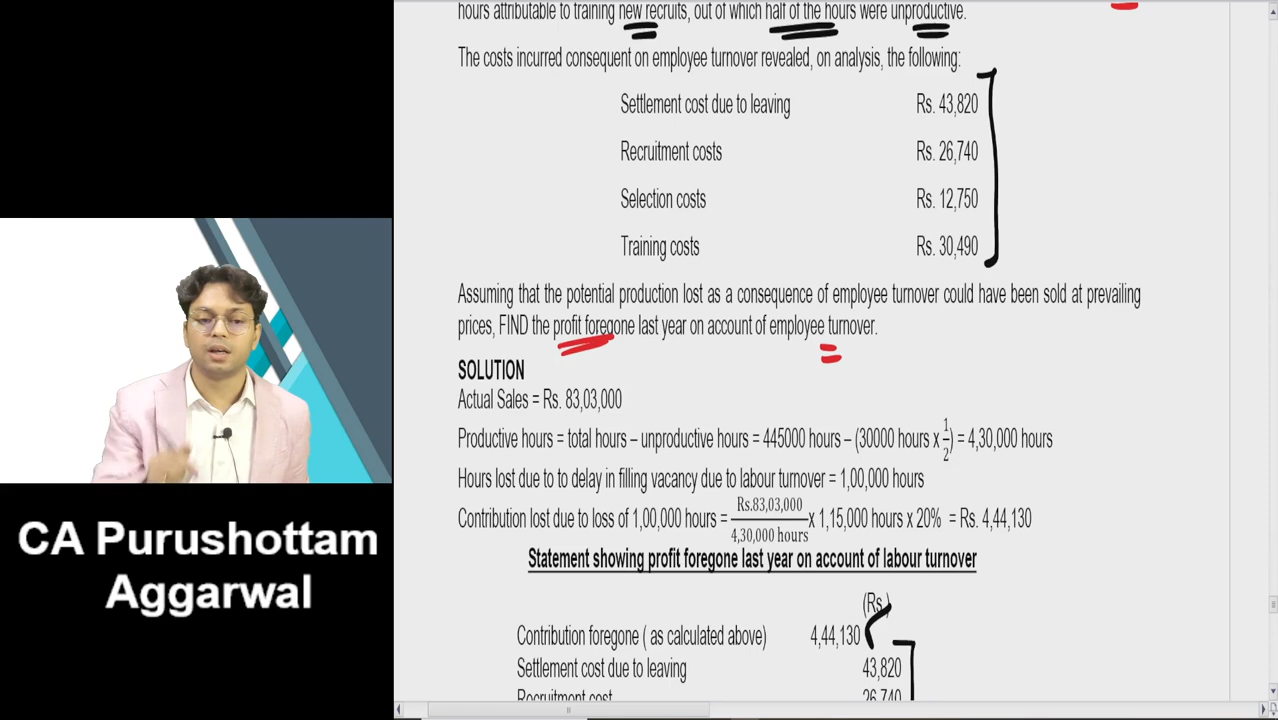 hours attributable to training new recruits, out of which half of the hours were unproductive.
The costs incurred consequent on employee turnover revealed, on analysis, the following:
Settlement cost due to leaving Rs. 43,820
Recruitment costs Rs. 26,740
Selection costs Rs. 12,750
Training costs Rs. 30,490
Assuming that the potential production lost as a consequence of employee turnover could have been sold at prevailing
prices, FIND the profit foregone last year on account of employee turnover.
SOLUTION
Actual Sales = Rs. 83,03,000
Productive hours = total hours – unproductive hours = 445000 hours – (30000 hours x 1/2) = 4,30,000 hours
Hours lost due to to delay in filling vacancy due to labour turnover = 1,00,000 hours
Contribution lost due to loss of 1,00,000 hours = Rs.83,03,000 / 4,30,000 hours x 1,15,000 hours x 20% = Rs. 4,44,130
Statement showing profit foregone last year on account of labour turnover
(Rs.)
Contribution foregone ( as calculated above) 4,44,130
Settlement cost due to leaving 43,820
Recruitment cost 26,740
CA Purushottam
Aggarwal